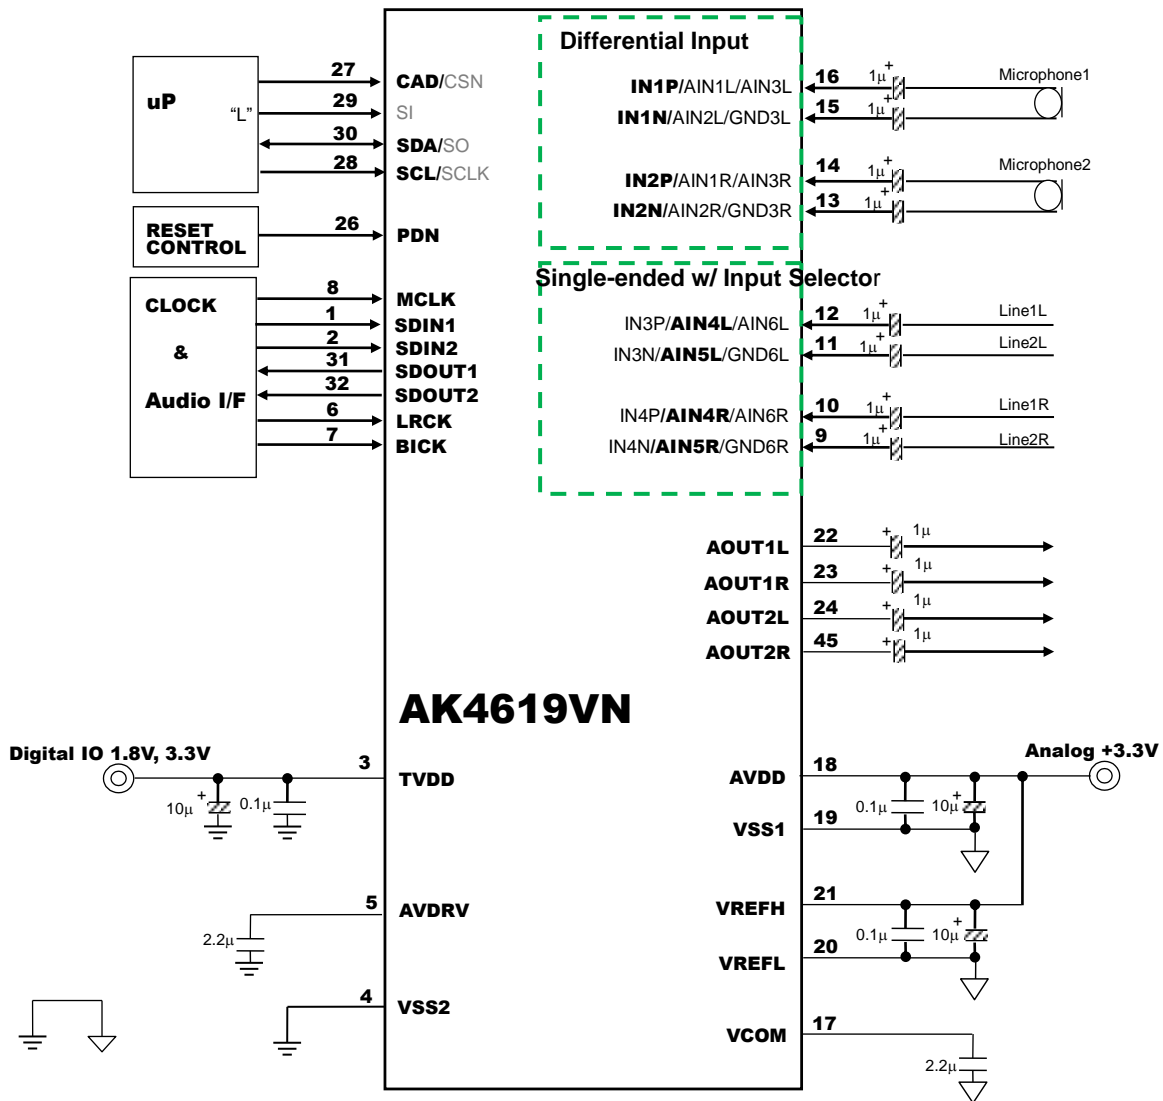 Differential Input
uP
"L"
27
CAD/CSN
29
SI
30
SDA/SO
28
SCL/SCLK
RESET
CONTROL
26
PDN
CLOCK
&
Audio I/F
8
MCLK
1
SDIN1
2
SDIN2
31
SDOUT1
32
SDOUT2
6
LRCK
7
BICK
IN1P/AIN1L/AIN3L
16
1μ
+
Microphone1
IN1N/AIN2L/GND3L
15
1μ
+
IN2P/AIN1R/AIN3R
14
1μ
+
Microphone2
IN2N/AIN2R/GND3R
13
1μ
+
Single-ended w/ Input Selector
IN3P/AIN4L/AIN6L
12
1μ
+
Line1L
IN3N/AIN5L/GND6L
11
1μ
+
Line2L
IN4P/AIN4R/AIN6R
10
1μ
+
Line1R
IN4N/AIN5R/GND6R
9
1μ
+
Line2R
AOUT1L
22
+
1μ
AOUT1R
23
+
1μ
AOUT2L
24
+
1μ
AOUT2R
45
+
1μ
AK4619VN
Digital IO 1.8V, 3.3V
3
TVDD
10μ
+
0.1μ
5
AVDRV
2.2μ
4
VSS2
Analog +3.3V
AVDD
18
0.1μ
10μ
+
VSS1
19
VREFH
21
0.1μ
10μ
+
VREFL
20
VCOM
17
2.2μ